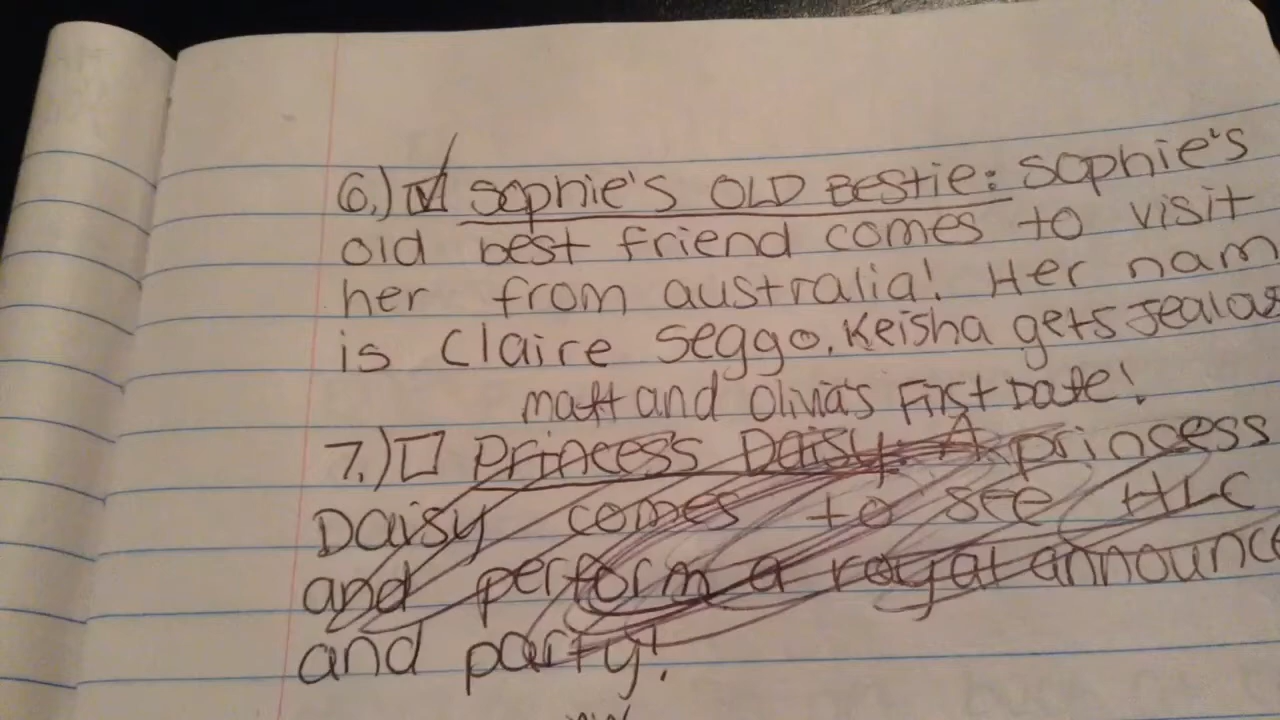 6.) ☑ Sophie's OLD Bestie: Sophie's
old best friend comes to visit
her from australia! Her nam
is Claire Seggo. Keisha gets Jealou
matt and Olivia's First Date!
7.) ☐ Princess Daisy: A princess
Daisy comes to see HLC
and perform a royal announce
and party!